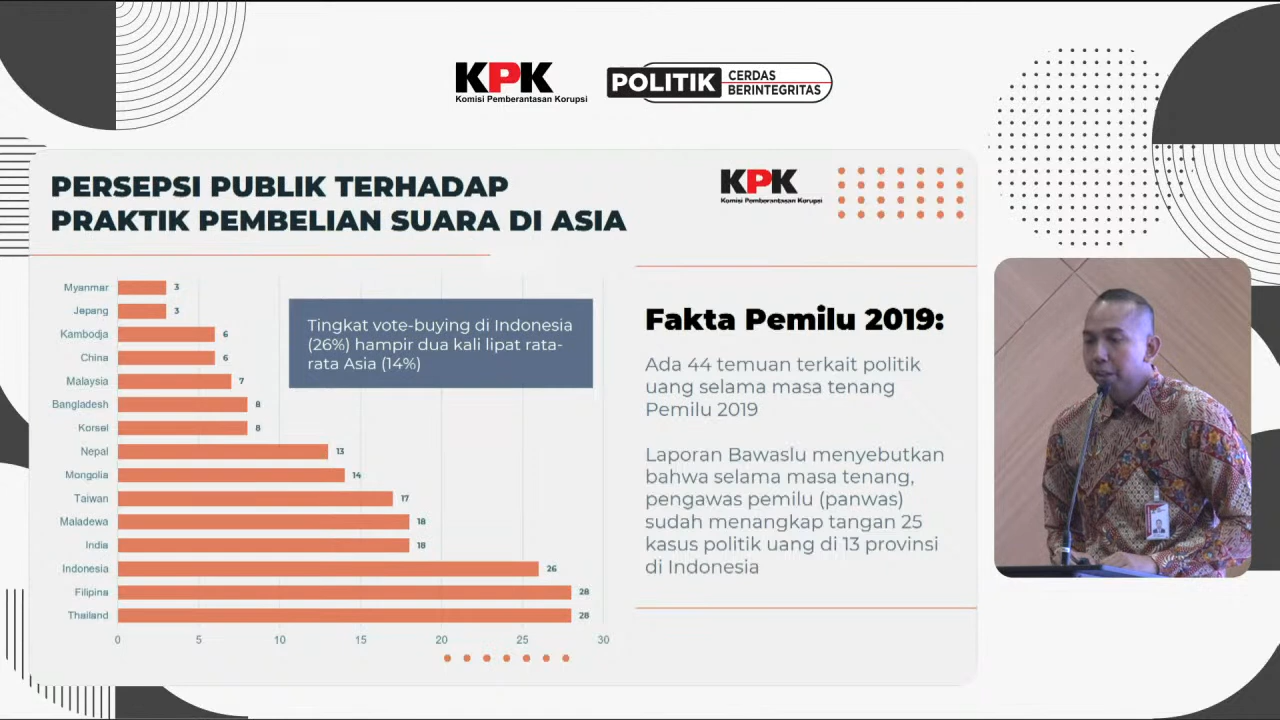 KPK
Komisi Pemberantasan Korupsi
POLITIK
CERDAS
BERINTEGRITAS
PERSEPSI PUBLIK TERHADAP
PRAKTIK PEMBELIAN SUARA DI ASIA
KPK
Komisi Pemberantasan Korupsi
Myanmar 3
Jepang 3
Kambodja 6
China 6
Malaysia 7
Bangladesh 8
Korsel 8
Nepal 13
Mongolia 14
Taiwan 17
Maladewa 18
India 18
Indonesia 26
Filipina 28
Thailand 28
0 5 10 15 20 25 30
Tingkat vote-buying di Indonesia
(26%) hampir dua kali lipat rata-
rata Asia (14%)
Fakta Pemilu 2019:
Ada 44 temuan terkait politik
uang selama masa tenang
Pemilu 2019
Laporan Bawaslu menyebutkan
bahwa selama masa tenang,
pengawas pemilu (panwas)
sudah menangkap tangan 25
kasus politik uang di 13 provinsi
di Indonesia